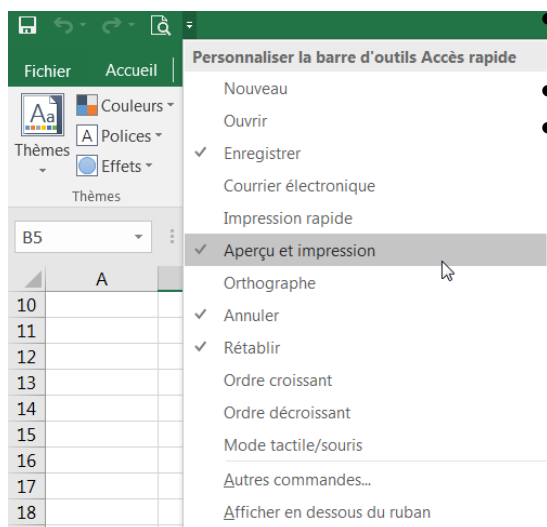 Personnaliser la barre d'outils Accès rapide
Fichier
Accueil
Nouveau
Ouvrir
Enregistrer
Courrier électronique
Impression rapide
Aperçu et impression
Orthographe
Annuler
Rétablir
Ordre croissant
Ordre décroissant
Mode tactile/souris
Autres commandes...
Afficher en dessous du ruban
Aa
Thèmes
Couleurs
A Polices
Effets
Thèmes
B5
A
10
11
12
13
14
15
16
17
18